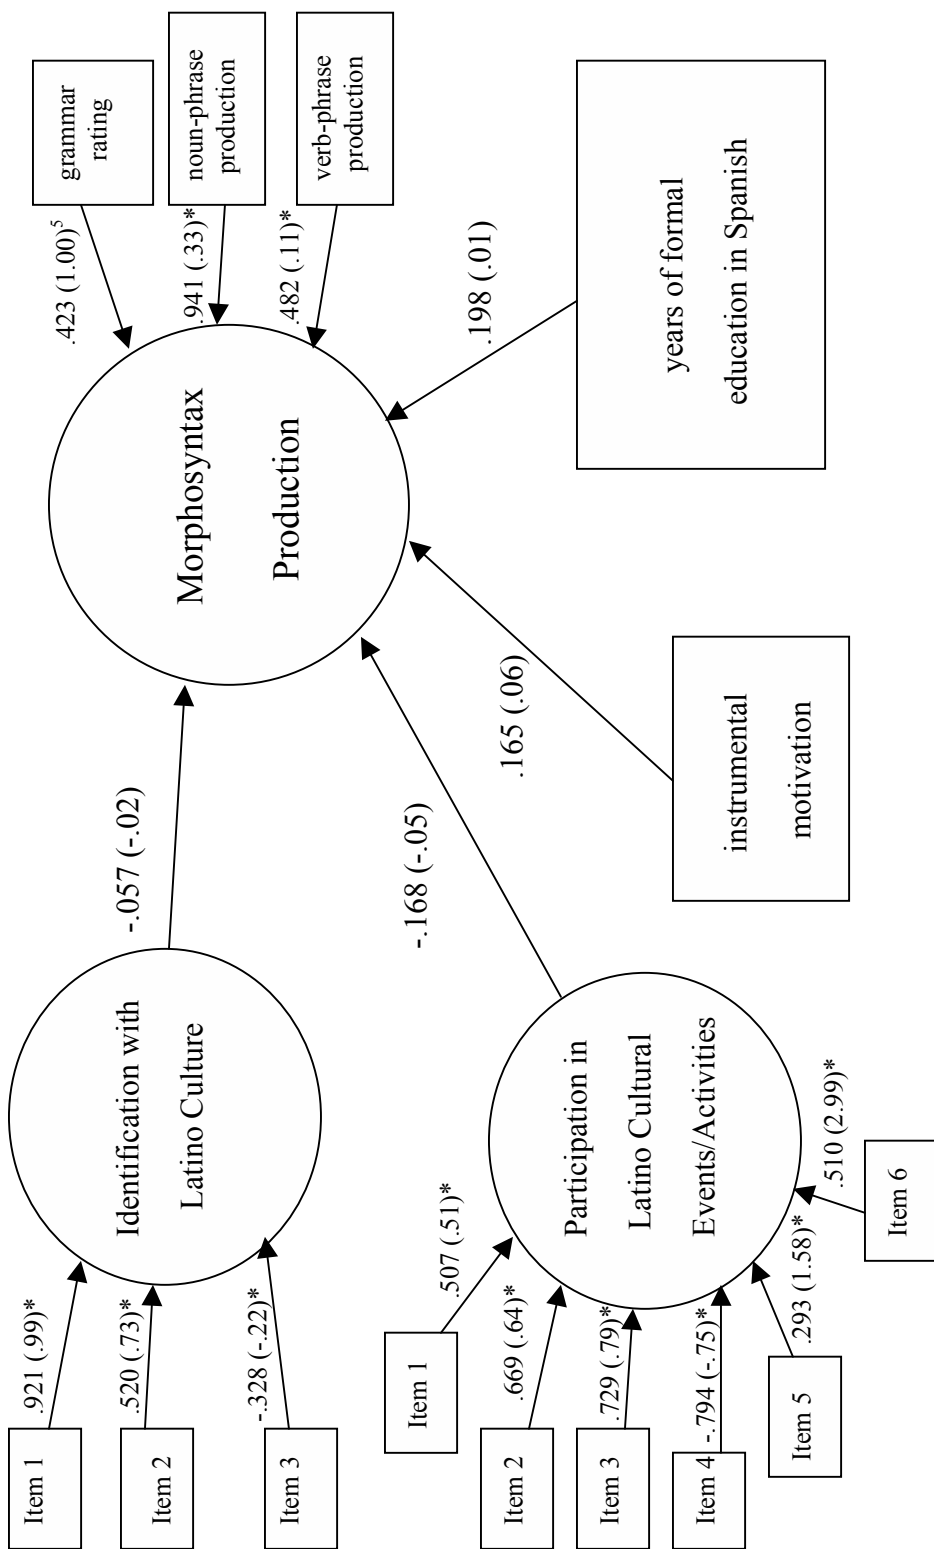 Item 1
Item 2
Item 3
.921 (.99)*
.520 (.73)*
-.328 (-.22)*
Identification with
Latino Culture
-.057 (-.02)
Item 1
Item 2
Item 3
Item 4
Item 5
Item 6
.507 (.51)*
.669 (.64)*
.729 (.79)*
-.794 (-.75)*
.293 (1.58)*
.510 (2.99)*
Participation in
Latino Cultural
Events/Activities
-.168 (-.05)
instrumental
motivation
.165 (.06)
years of formal
education in Spanish
.198 (.01)
Morphosyntax
Production
.423 (1.00)⁵
.941 (.33)*
.482 (.11)*
grammar
rating
noun-phrase
production
verb-phrase
production